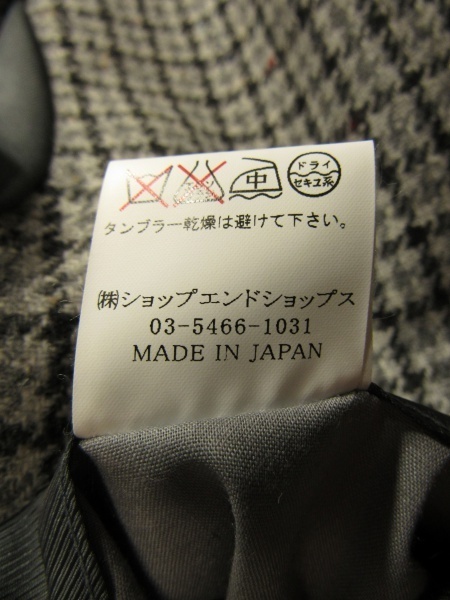 中 ドライ
セキユ系
タンブラー乾燥は避けて下さい。
㈱ショップエンドショップス
03-5466-1031
MADE IN JAPAN